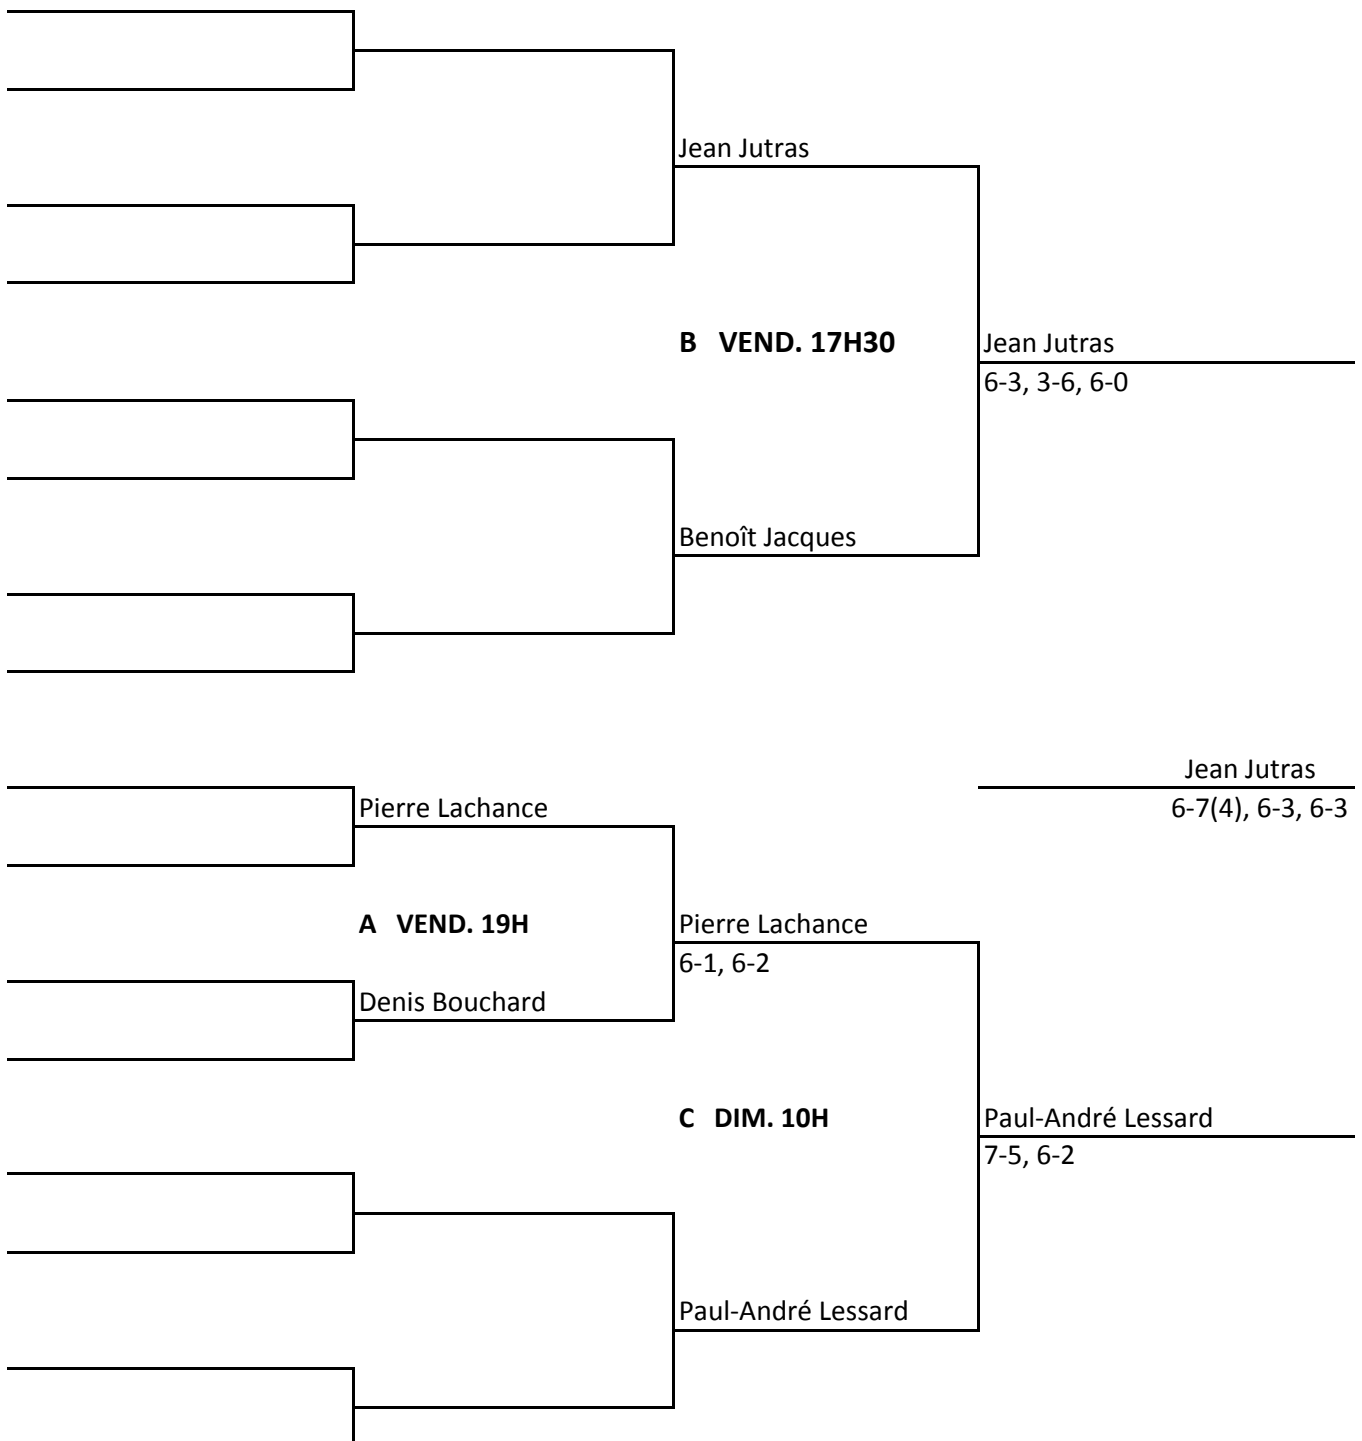 Jean Jutras
B VEND. 17H30
Jean Jutras
6-3, 3-6, 6-0
Benoît Jacques
Jean Jutras
6-7(4), 6-3, 6-3
Pierre Lachance
A VEND. 19H
Pierre Lachance
6-1, 6-2
Denis Bouchard
C DIM. 10H
Paul-André Lessard
7-5, 6-2
Paul-André Lessard